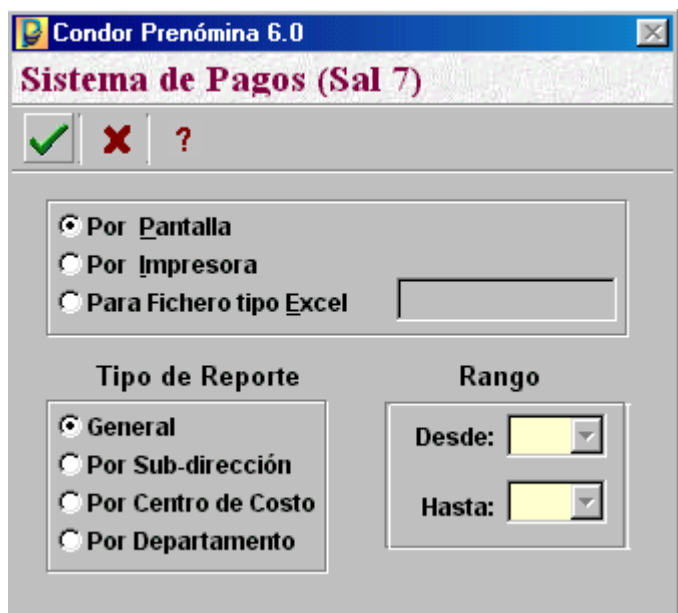 Condor Prenómina 6.0
Sistema de Pagos (Sal 7)
?
Por Pantalla
Por Impresora
Para Fichero tipo Excel
Tipo de Reporte
General
Por Sub-dirección
Por Centro de Costo
Por Departamento
Rango
Desde:
Hasta: